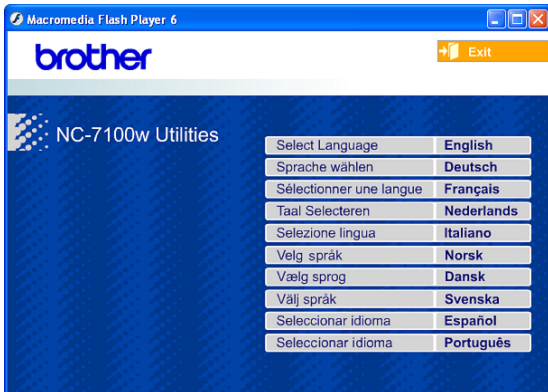 Macromedia Flash Player 6
brother
Exit
NC-7100w Utilities
Select Language English
Sprache wählen Deutsch
Sélectionner une langue Français
Taal Selecteren Nederlands
Selezione lingua Italiano
Velg språk Norsk
Vælg sprog Dansk
Välj språk Svenska
Seleccionar idioma Español
Seleccionar idioma Português